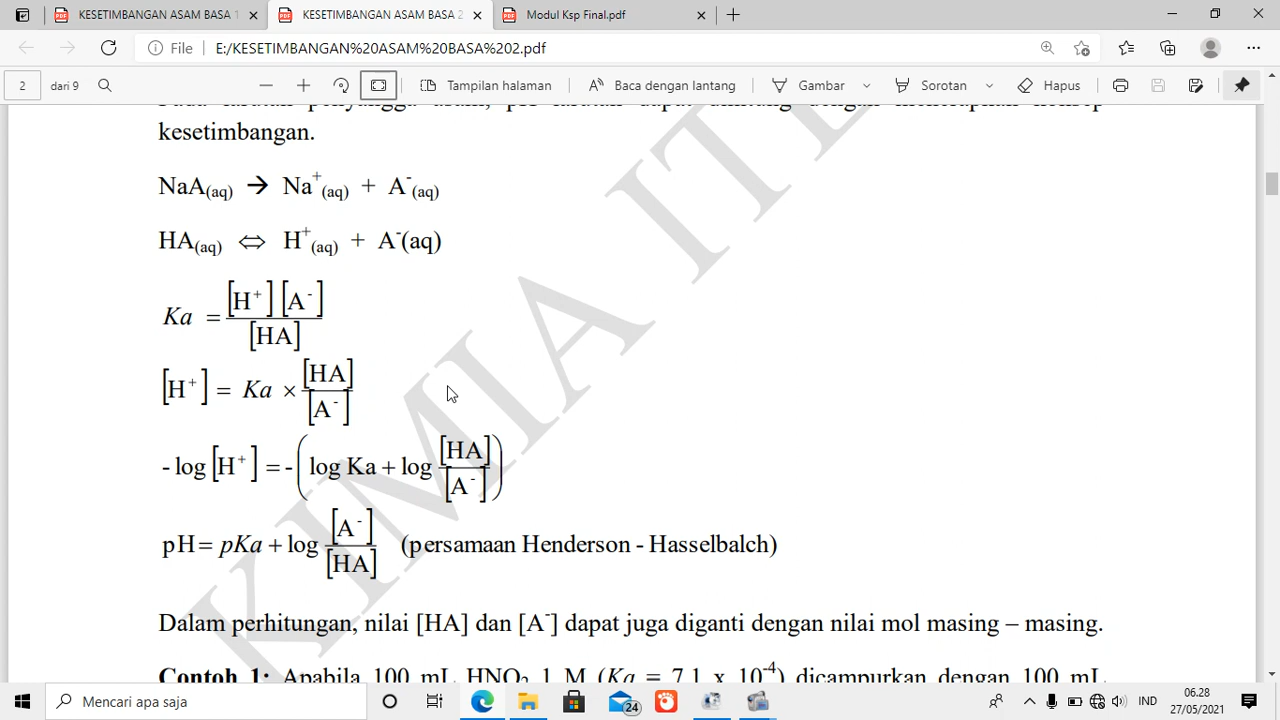 KESETIMBANGAN ASAM BASA 1
KESETIMBANGAN ASAM BASA 2
Modul Ksp Final.pdf
File
E:/KESETIMBANGAN%20ASAM%20BASA%202.pdf
2 dari 9
Tampilan halaman
Baca dengan lantang
Gambar
Sorotan
Hapus
kesetimbangan.
NaA(aq) → Na⁺(aq) + A⁻(aq)
HA(aq) ⇔ H⁺(aq) + A⁻(aq)
Ka = [H⁺][A⁻] / [HA]
[H⁺] = Ka × [HA] / [A⁻]
- log [H⁺] = - (log Ka + log [HA] / [A⁻])
pH = pKa + log [A⁻] / [HA] (persamaan Henderson - Hasselbalch)
Dalam perhitungan, nilai [HA] dan [A⁻] dapat juga diganti dengan nilai mol masing – masing.
Contoh 1: Apabila 100 mL HNO₂ 1 M (Ka = 7,1 x 10⁻⁴) dicampurkan dengan 100 mL
KIMIA ITE
Mencari apa saja
24
IND
06.28
27/05/2021